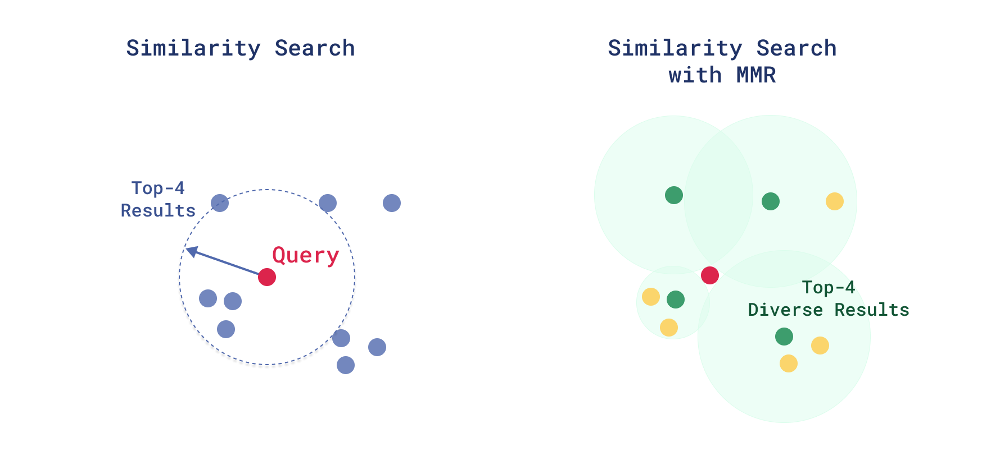 Similarity Search
Top-4
Results
Query
Similarity Search
with MMR
Top-4
Diverse Results